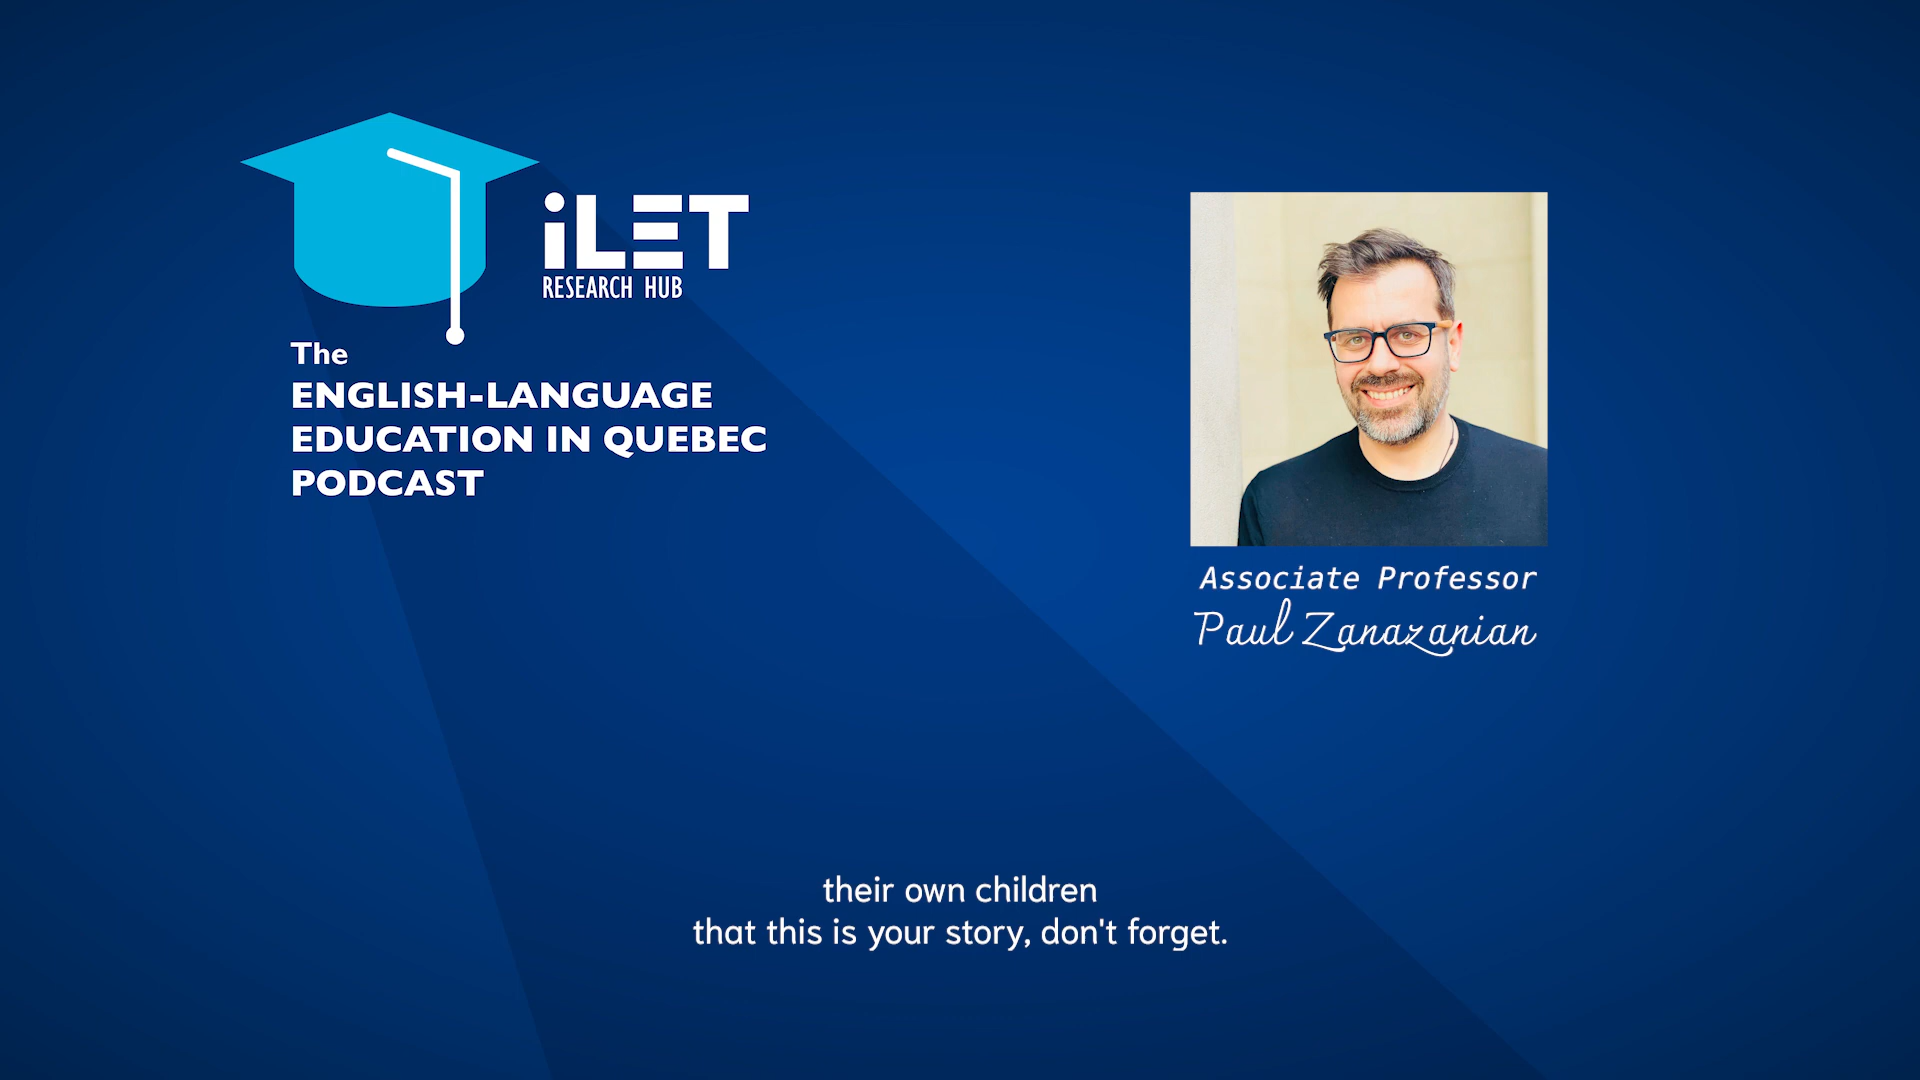 iLET
RESEARCH HUB
The
ENGLISH-LANGUAGE
EDUCATION IN QUEBEC
PODCAST
Associate Professor
Paul Zanazanian
their own children
that this is your story, don't forget.